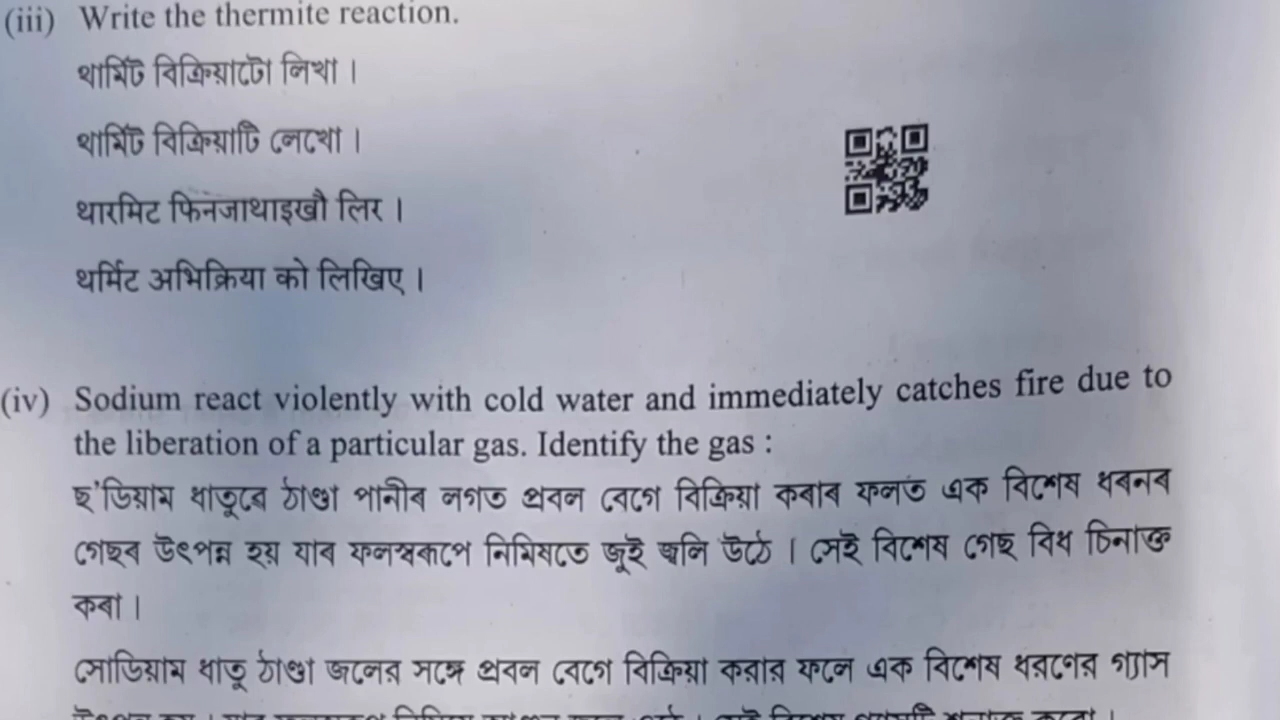 (iii) Write the thermite reaction.
থাৰ্মিট বিক্ৰিয়াটো লিখা ।
থার্মিট বিক্রিয়াটি লেখো ।
थारमिट फिनजाथाइखौ लिर ।
थर्मिट अभिक्रिया को लिखिए ।
(iv) Sodium react violently with cold water and immediately catches fire due to
the liberation of a particular gas. Identify the gas :
ছ'ডিয়াম ধাতুৱে ঠাণ্ডা পানীৰ লগত প্ৰবল বেগে বিক্ৰিয়া কৰাৰ ফলত এক বিশেষ ধৰনৰ
গেছৰ উৎপন্ন হয় যাৰ ফলস্বৰূপে নিমিষতে জুই জ্বলি উঠে । সেই বিশেষ গেছ বিধ চিনাক্ত
কৰা ।
সোডিয়াম ধাতু ঠাণ্ডা জলের সঙ্গে প্রবল বেগে বিক্রিয়া করার ফলে এক বিশেষ ধরণের গ্যাস